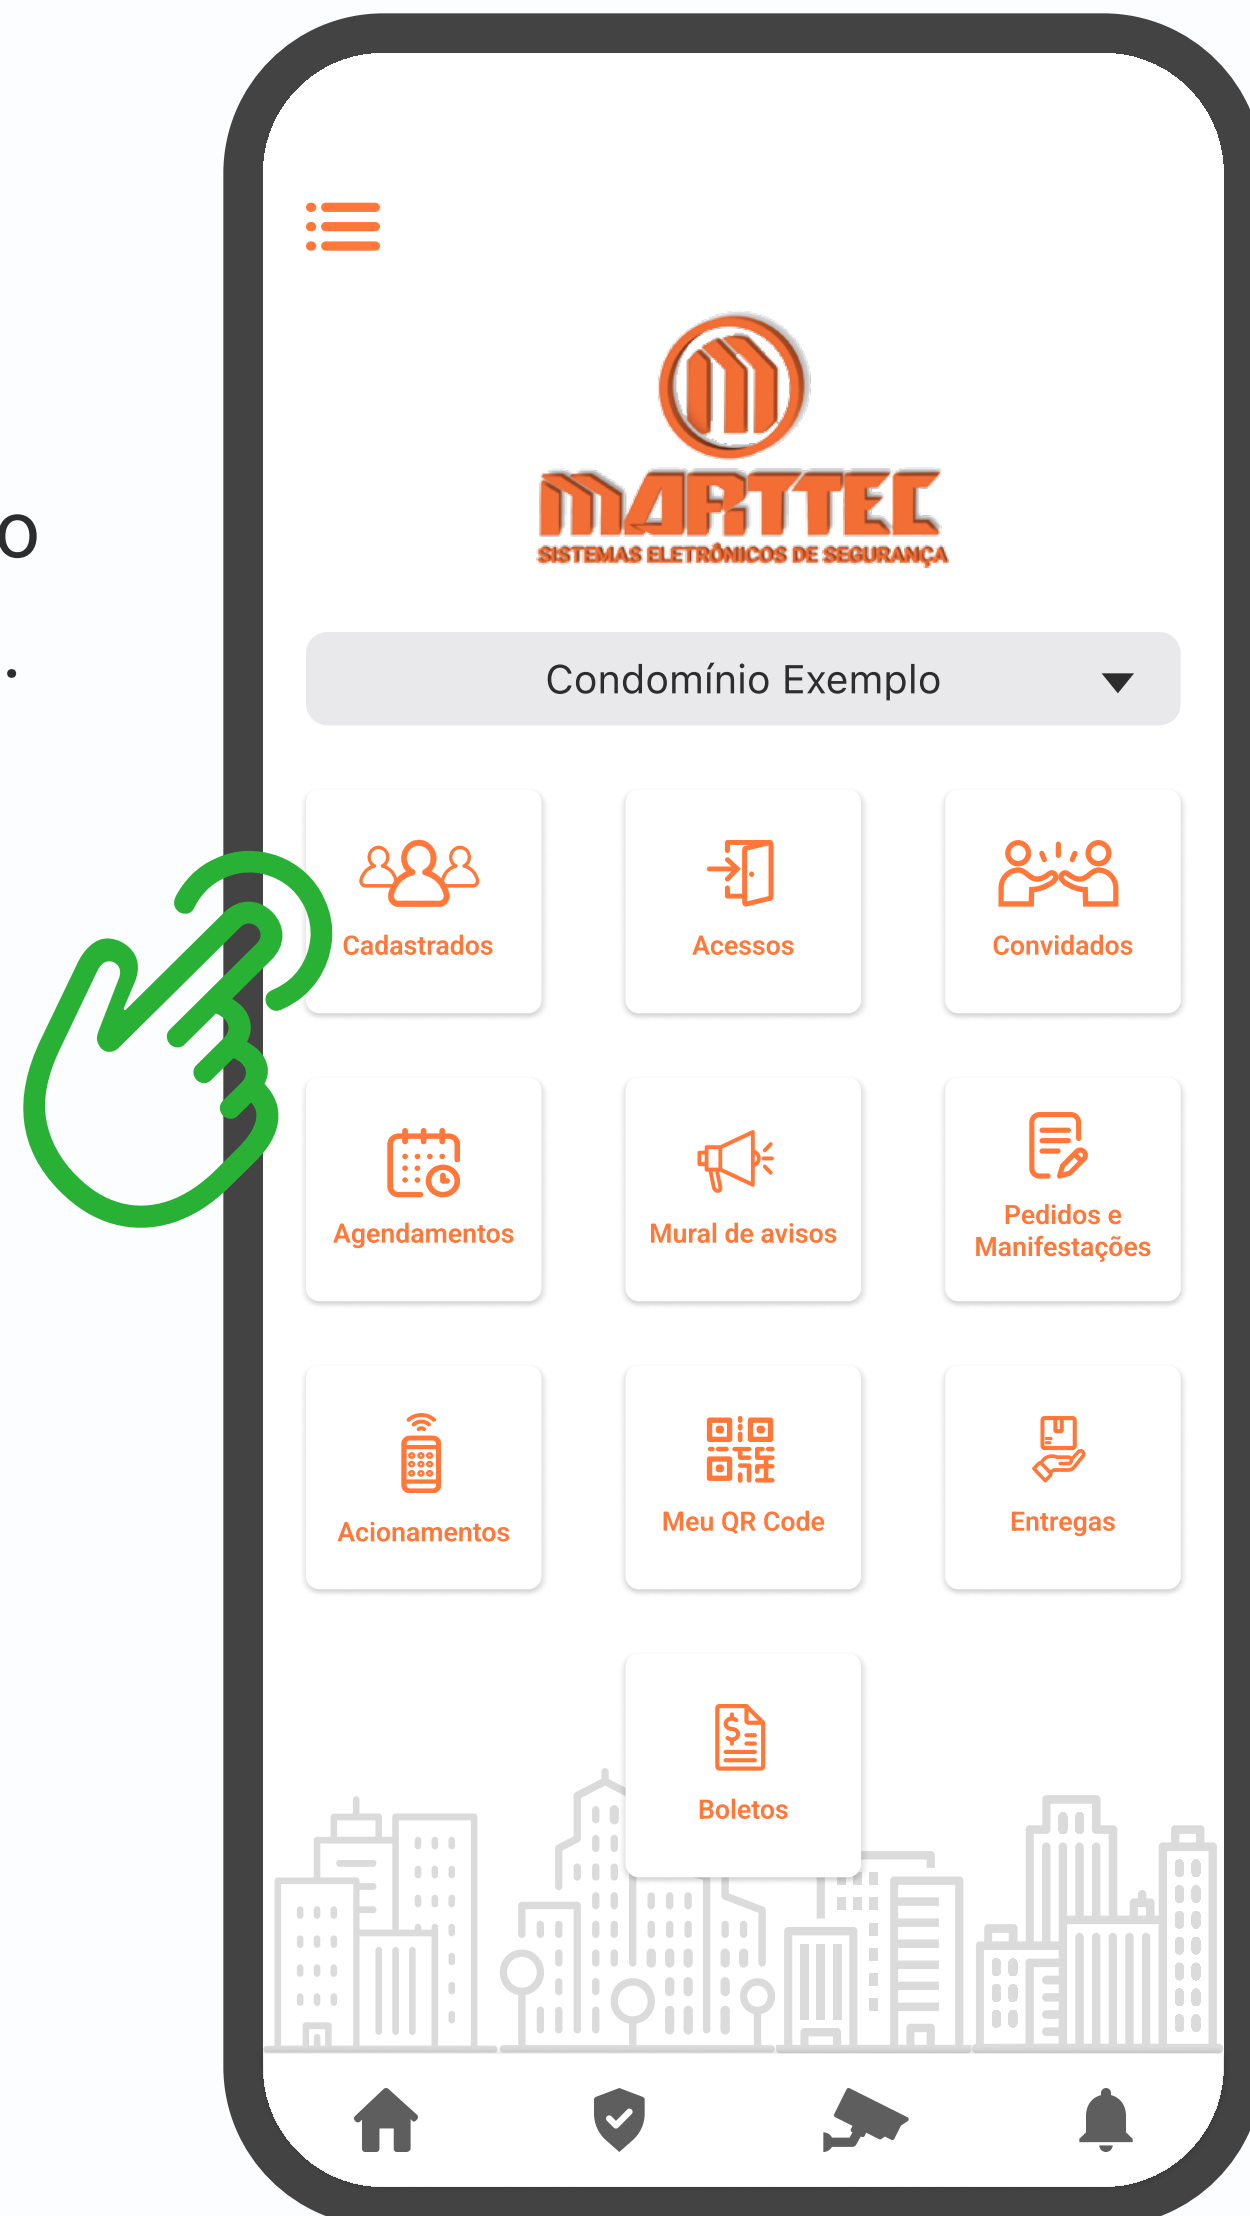 o
.
MARTTEC
SISTEMAS ELETRÔNICOS DE SEGURANÇA
Condomínio Exemplo
Cadastrados
Acessos
Convidados
Agendamentos
Mural de avisos
Pedidos e
Manifestações
Acionamentos
Meu QR Code
Entregas
Boletos